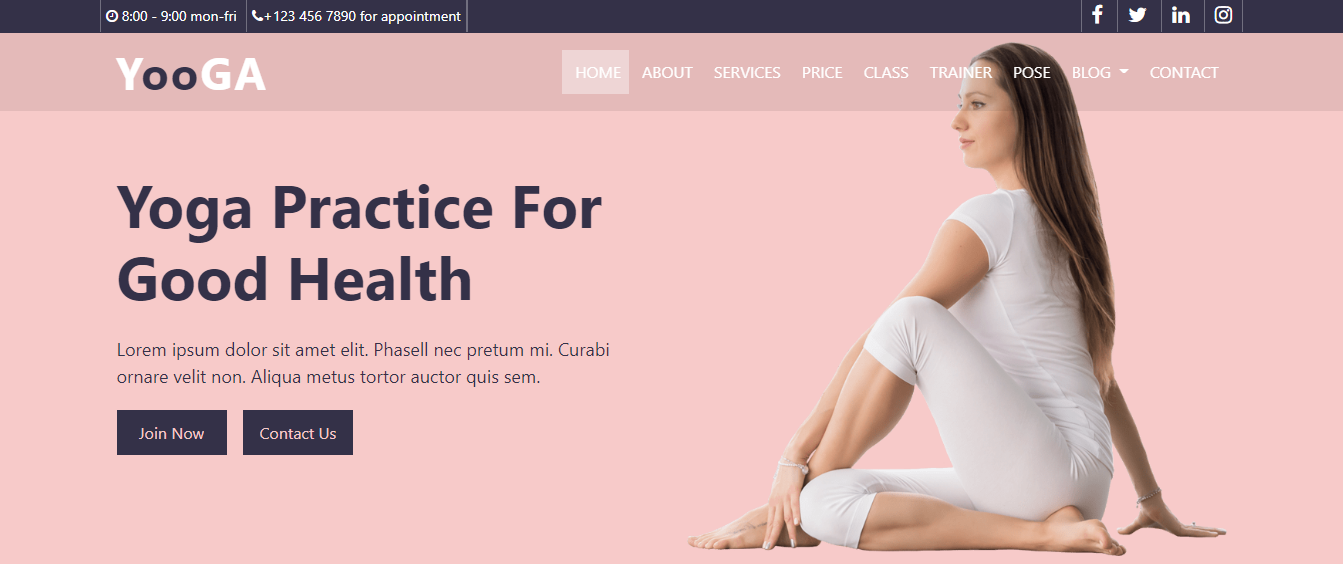 8:00 - 9:00 mon-fri
+123 456 7890 for appointment
YooGA
HOME ABOUT SERVICES PRICE CLASS TRAINER POSE BLOG CONTACT
Yoga Practice For
Good Health
Lorem ipsum dolor sit amet elit. Phasell nec pretum mi. Curabi
ornare velit non. Aliqua metus tortor auctor quis sem.
Join Now
Contact Us